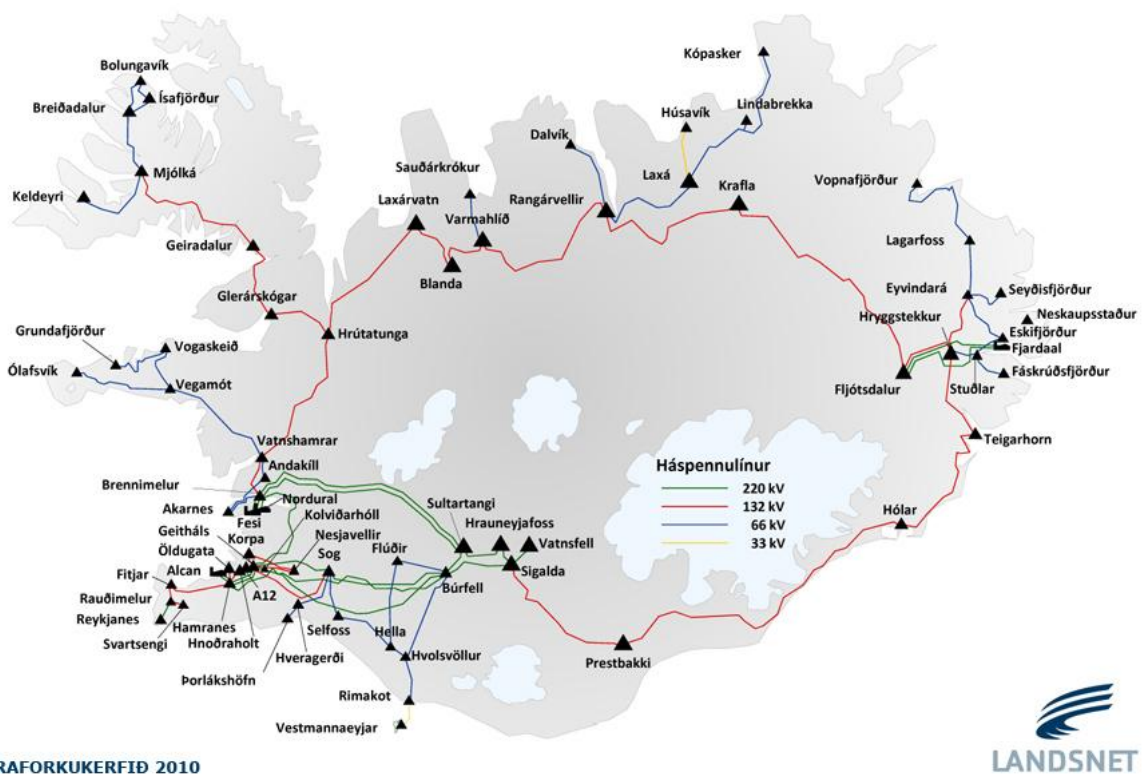 Bolungavík
Breiðadalur
Ísafjörður
Mjólká
Keldeyri
Geiradalur
Glerárskógar
Grundafjörður
Vogaskeið
Ólafsvík
Vegamót
Hrútatunga
Laxárvatn
Sauðárkrókur
Varmahlíð
Blanda
Dalvík
Rangárvellir
Húsavík
Laxá
Kópasker
Lindabrekka
Krafla
Vopnafjörður
Lagarfoss
Eyvindará
Seyðisfjörður
Hryggstekkur
Neskaupsstaður
Eskifjörður
Fjardaal
Fljótsdalur
Stuðlar
Fáskrúðsfjörður
Teigarhorn
Hólar
Vatnshamrar
Andakíll
Brennimelur
Nordural
Akarnes
Fesi
Kolviðarhóll
Geitháls
Korpa
Nesjavellir
Öldugata
Sog
Fitjar
Alcan
A12
Rauðimelur
Reykjanes
Svartsengi
Hamranes
Hnoðraholt
Hveragerði
Þorlákshöfn
Selfoss
Flúðir
Sultartangi
Hrauneyjafoss
Vatnsfell
Sigalda
Búrfell
Hella
Hvolsvöllur
Rimakot
Vestmannaeyjar
Prestbakki
Háspennulínur
220 kV
132 kV
66 kV
33 kV
RAFORKUKERFIÐ 2010
LANDSNET